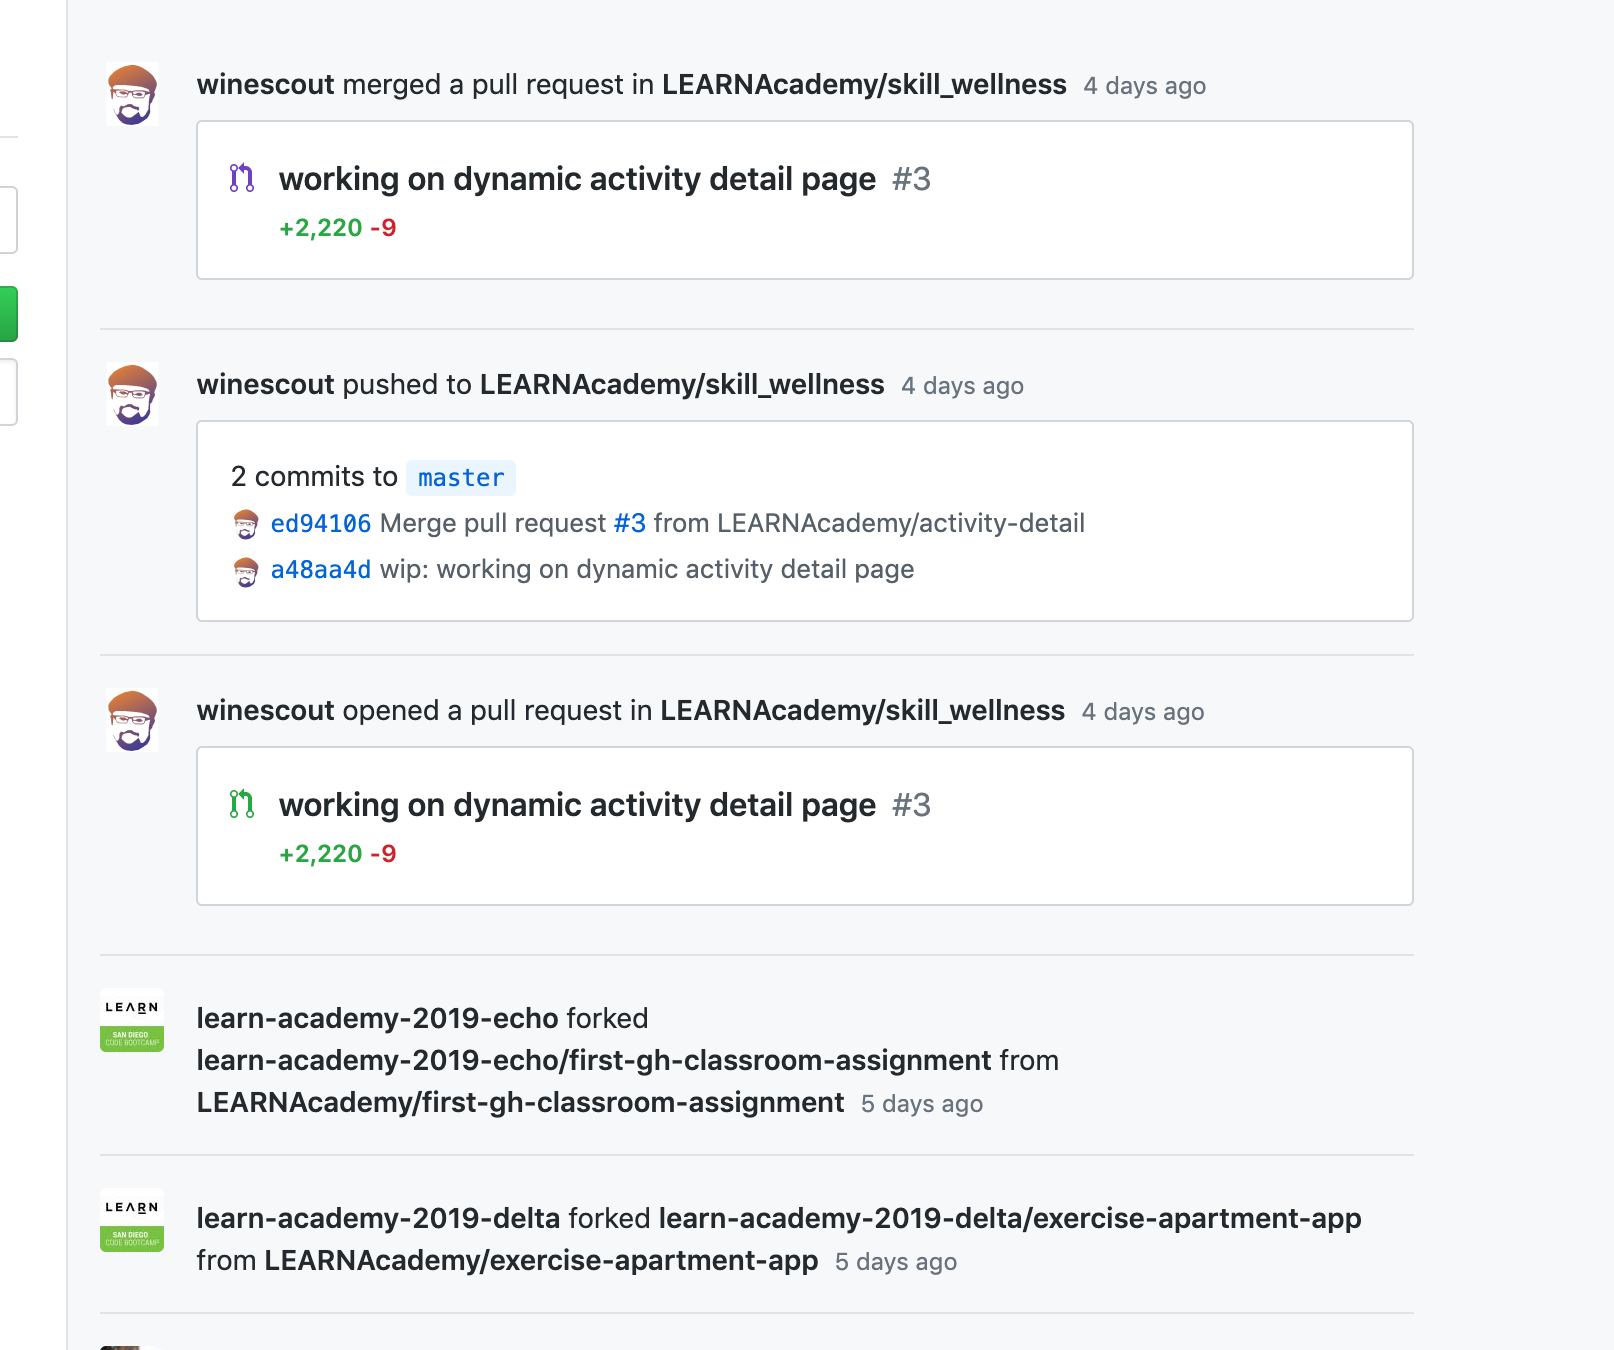 winescout merged a pull request in LEARNAcademy/skill_wellness 4 days ago
working on dynamic activity detail page #3
+2,220 -9
winescout pushed to LEARNAcademy/skill_wellness 4 days ago
2 commits to master
ed94106 Merge pull request #3 from LEARNAcademy/activity-detail
a48aa4d wip: working on dynamic activity detail page
winescout opened a pull request in LEARNAcademy/skill_wellness 4 days ago
working on dynamic activity detail page #3
+2,220 -9
LEARN
SAN DIEGO
CODE BOOTCAMP
learn-academy-2019-echo forked
learn-academy-2019-echo/first-gh-classroom-assignment from
LEARNAcademy/first-gh-classroom-assignment 5 days ago
LEARN
SAN DIEGO
CODE BOOTCAMP
learn-academy-2019-delta forked learn-academy-2019-delta/exercise-apartment-app
from LEARNAcademy/exercise-apartment-app 5 days ago